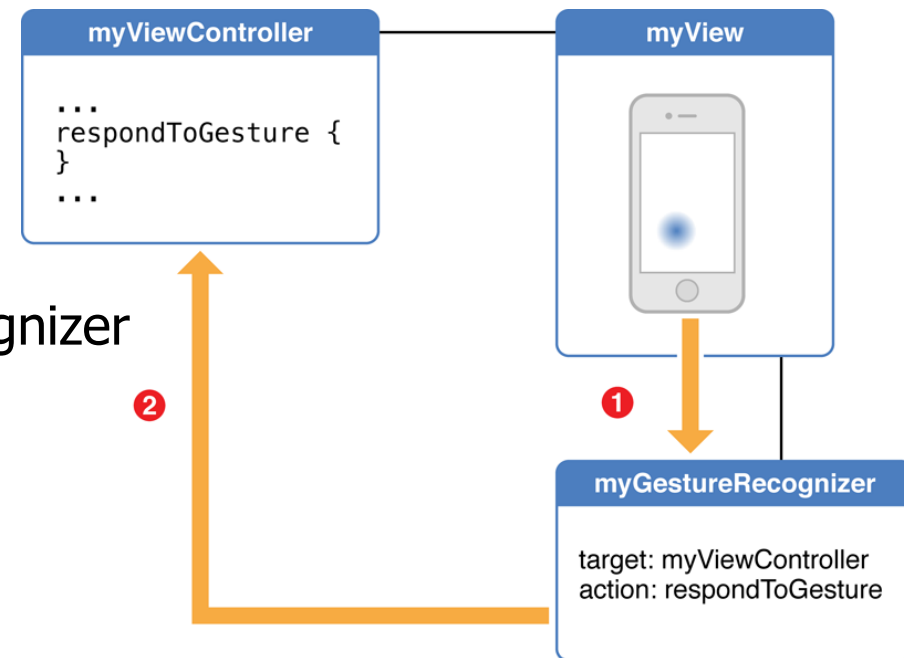 myViewController
...
respondToGesture {
}
...
myView
gnizer
2
1
myGestureRecognizer
target: myViewController
action: respondToGesture